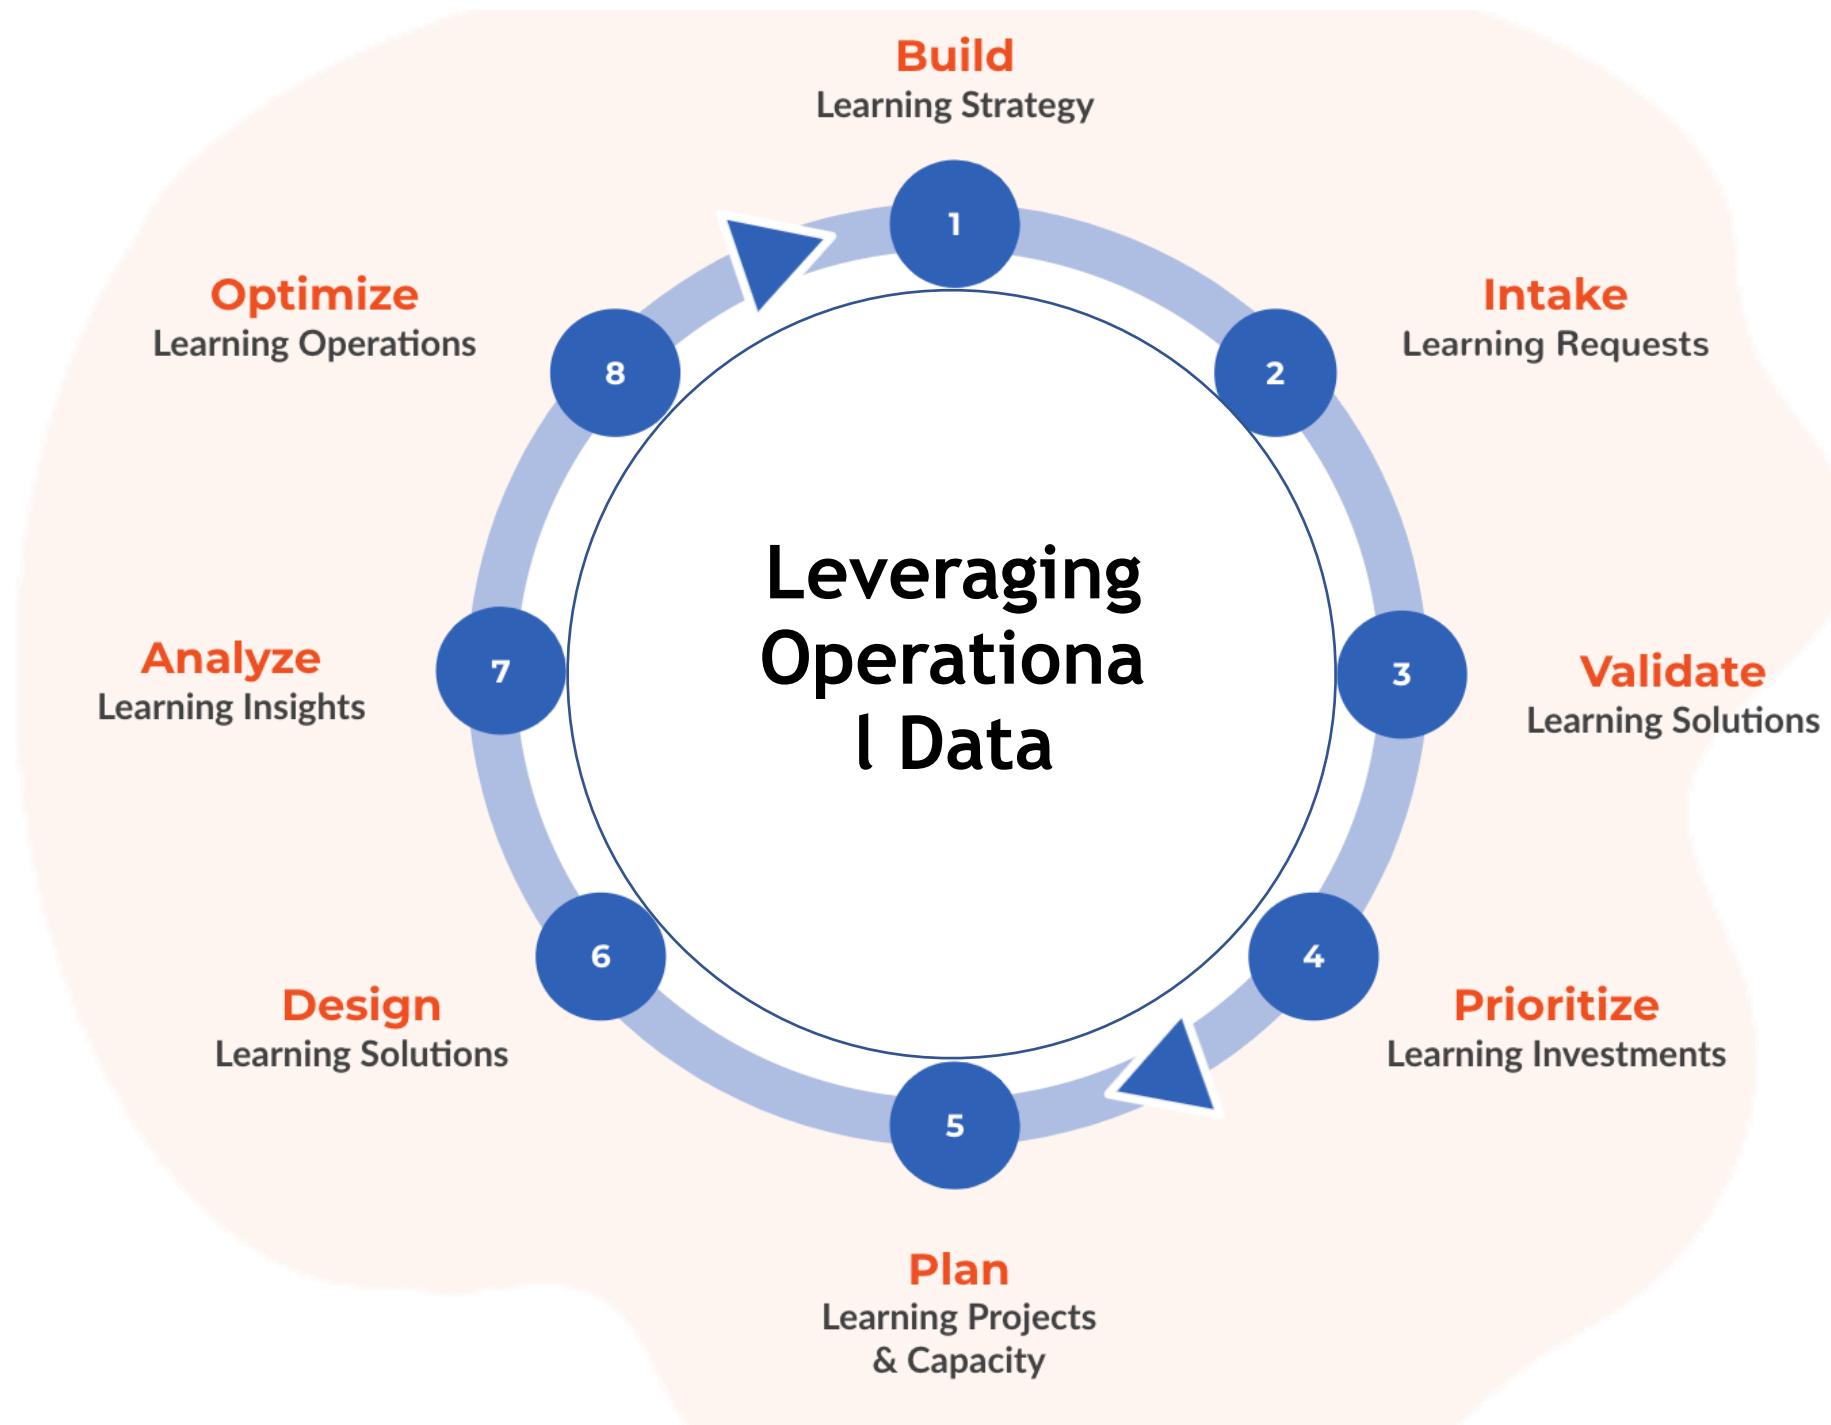 Build
Learning Strategy
1
Intake
Learning Requests
2
Validate
Learning Solutions
3
Prioritize
Learning Investments
4
Plan
Learning Projects
& Capacity
5
Design
Learning Solutions
6
Analyze
Learning Insights
7
Optimize
Learning Operations
8
Leveraging
Operationa
l Data